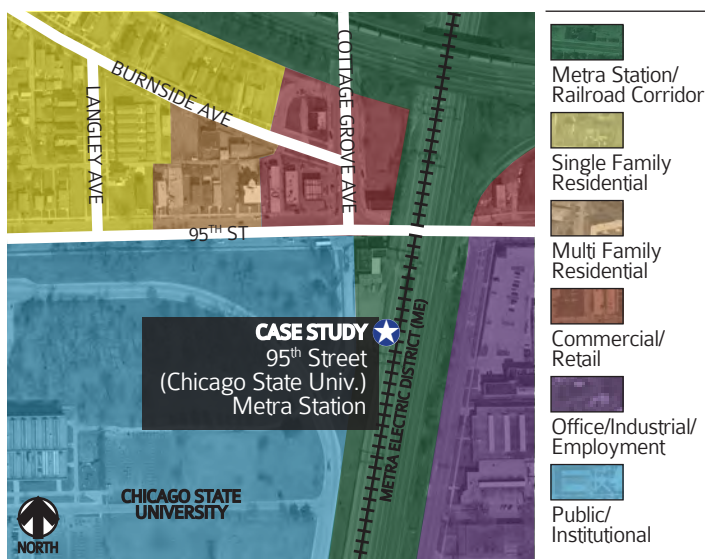 LANGLEY AVE
BURNSIDE AVE
COTTAGE GROVE AVE
95TH ST
CASE STUDY
95th Street
(Chicago State Univ.)
Metra Station
METRA ELECTRIC DISTRICT (ME)
CHICAGO STATE
UNIVERSITY
NORTH
Metra Station/
Railroad Corridor
Single Family
Residential
Multi Family
Residential
Commercial/
Retail
Office/Industrial/
Employment
Public/
Institutional